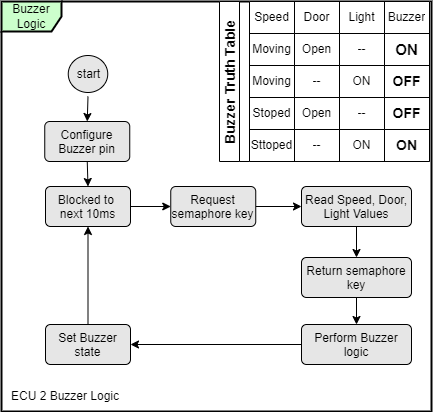 Buzzer
Logic
Buzzer Truth Table
Speed Door Light Buzzer
Moving Open -- ON
Moving -- ON OFF
Stoped Open -- OFF
Sttoped -- ON ON
start
Configure
Buzzer pin
Blocked to
next 10ms
Request
semaphore key
Read Speed, Door,
Light Values
Return semaphore
key
Perform Buzzer
logic
Set Buzzer
state
ECU 2 Buzzer Logic